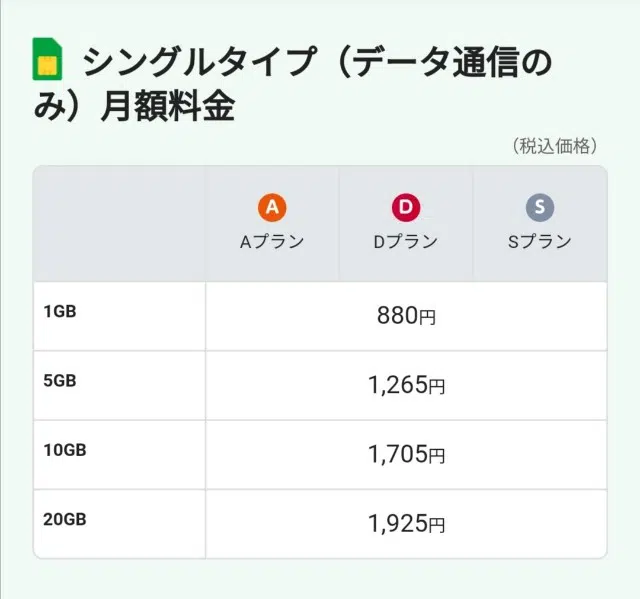 シングルタイプ（データ通信の
み）月額料金
（税込価格）
A D S
Aプラン Dプラン Sプラン
1GB 880円
5GB 1,265円
10GB 1,705円
20GB 1,925円